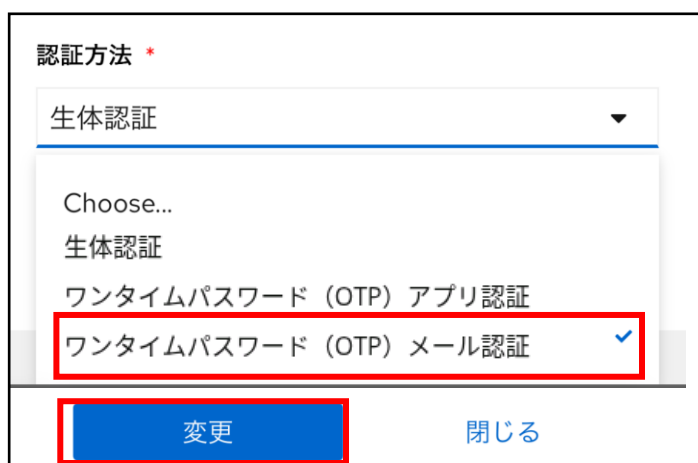 認証方法 *
生体認証
Choose...
生体認証
ワンタイムパスワード（OTP）アプリ認証
ワンタイムパスワード（OTP）メール認証
変更 閉じる